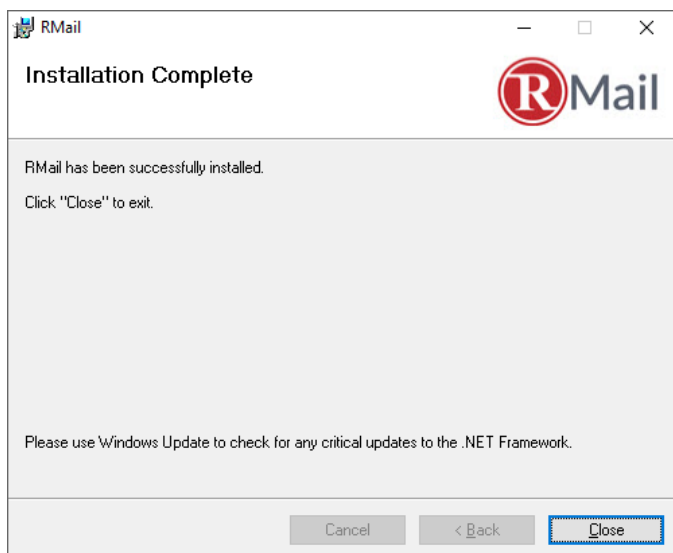 RMail
Installation Complete
RMail
RMail has been successfully installed.
Click "Close" to exit.
Please use Windows Update to check for any critical updates to the .NET Framework.
Cancel
< Back
Close